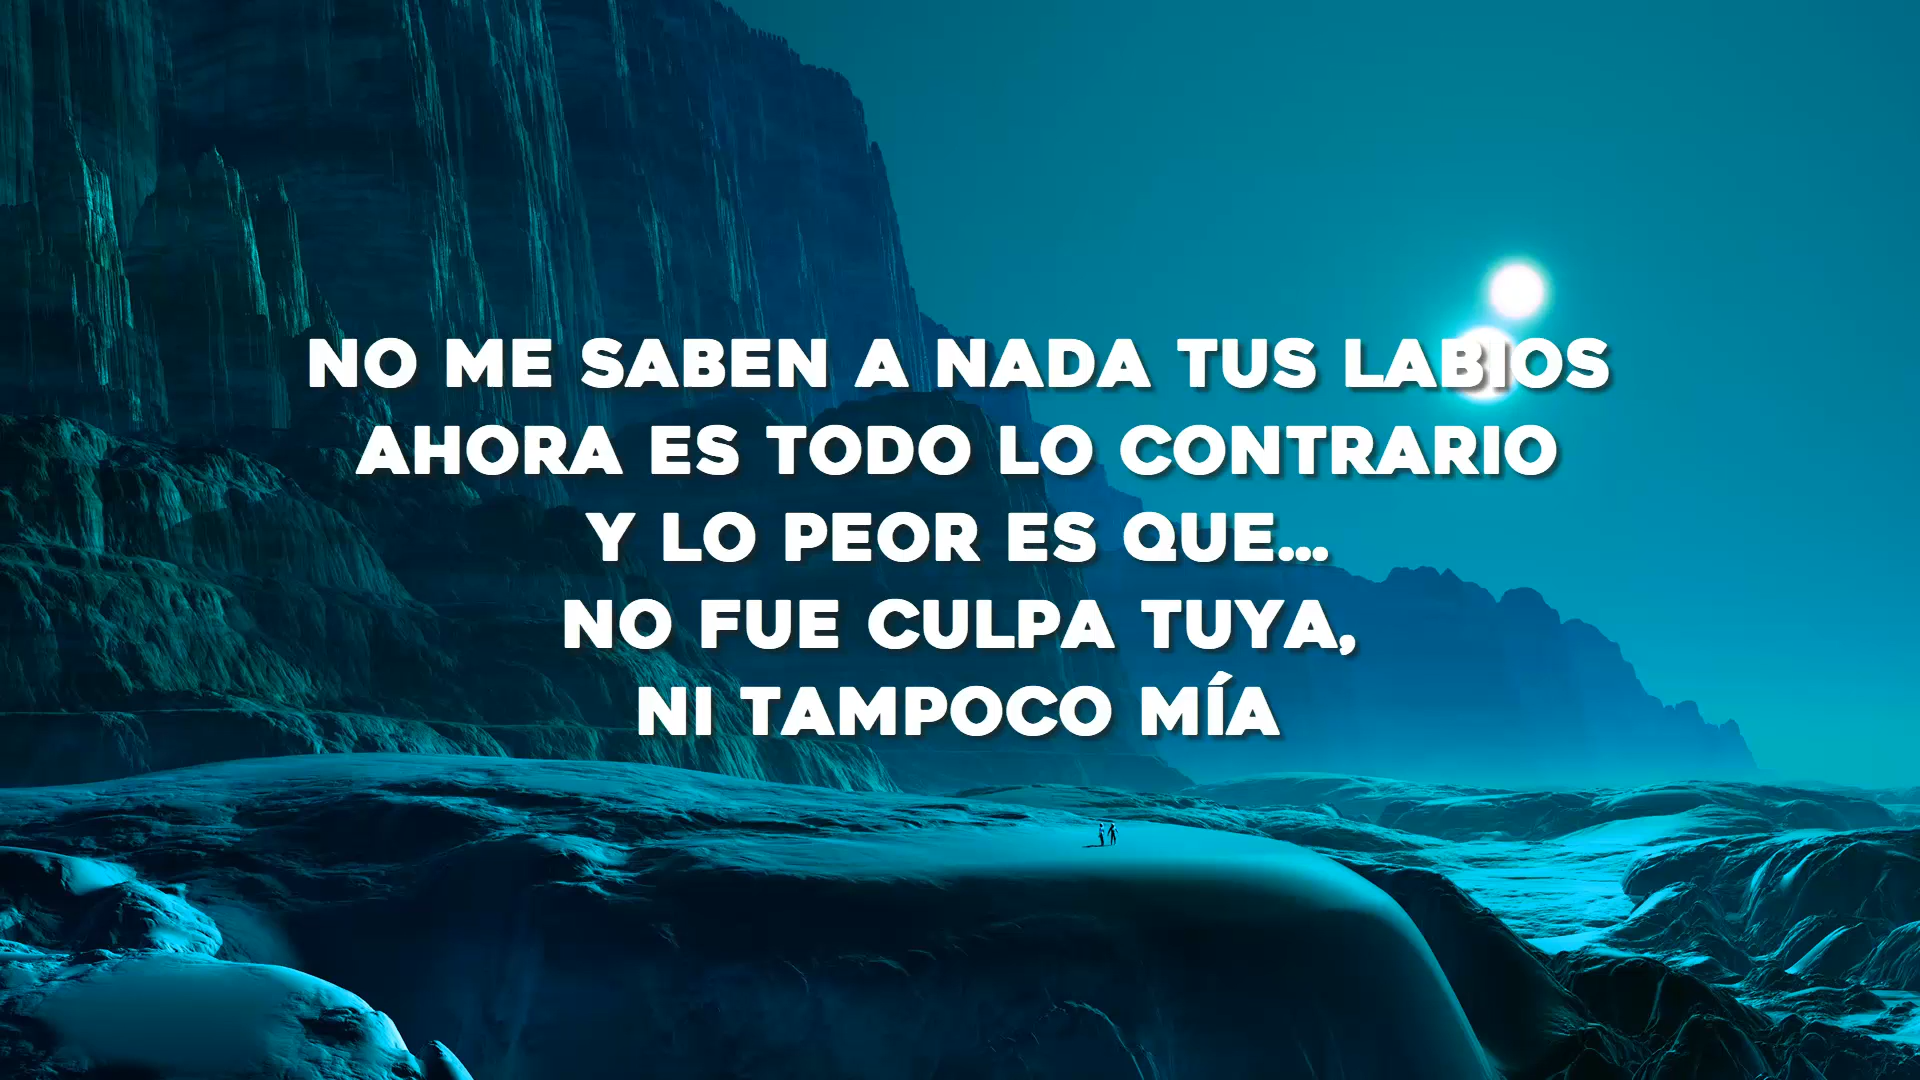 NO ME SABEN A NADA TUS LABIOS
AHORA ES TODO LO CONTRARIO
Y LO PEOR ES QUE...
NO FUE CULPA TUYA,
NI TAMPOCO MÍA